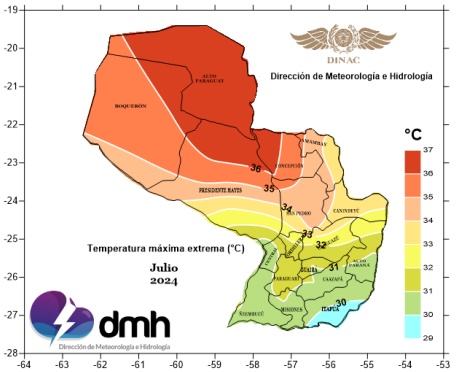 -19
-20
-21
-22
-23
-24
-25
-26
-27
-28
-64
-63
-62
-61
-60
-59
-58
-57
-56
-55
-54
DINAC
Dirección de Meteorología e Hidrología
°C
37
36
35
34
33
32
31
30
29
ALTO
PARAGUAY
BOQUERÓN
AMAMBAY
CONCEPCIÓN
PRESIDENTE HAYES
SAN PEDRO
CANINDEYÚ
CENTRAL
GUAIRÁ
ALTO
PARANÁ
PARAGUARÍ
CAAZAPÁ
ÑEEMBUCÚ
MISIONES
ITAPÚA
36
35
34
33
32
31
30
Temperatura máxima extrema (°C)
Julio
2024
dmh
Dirección de Meteorología e Hidrología